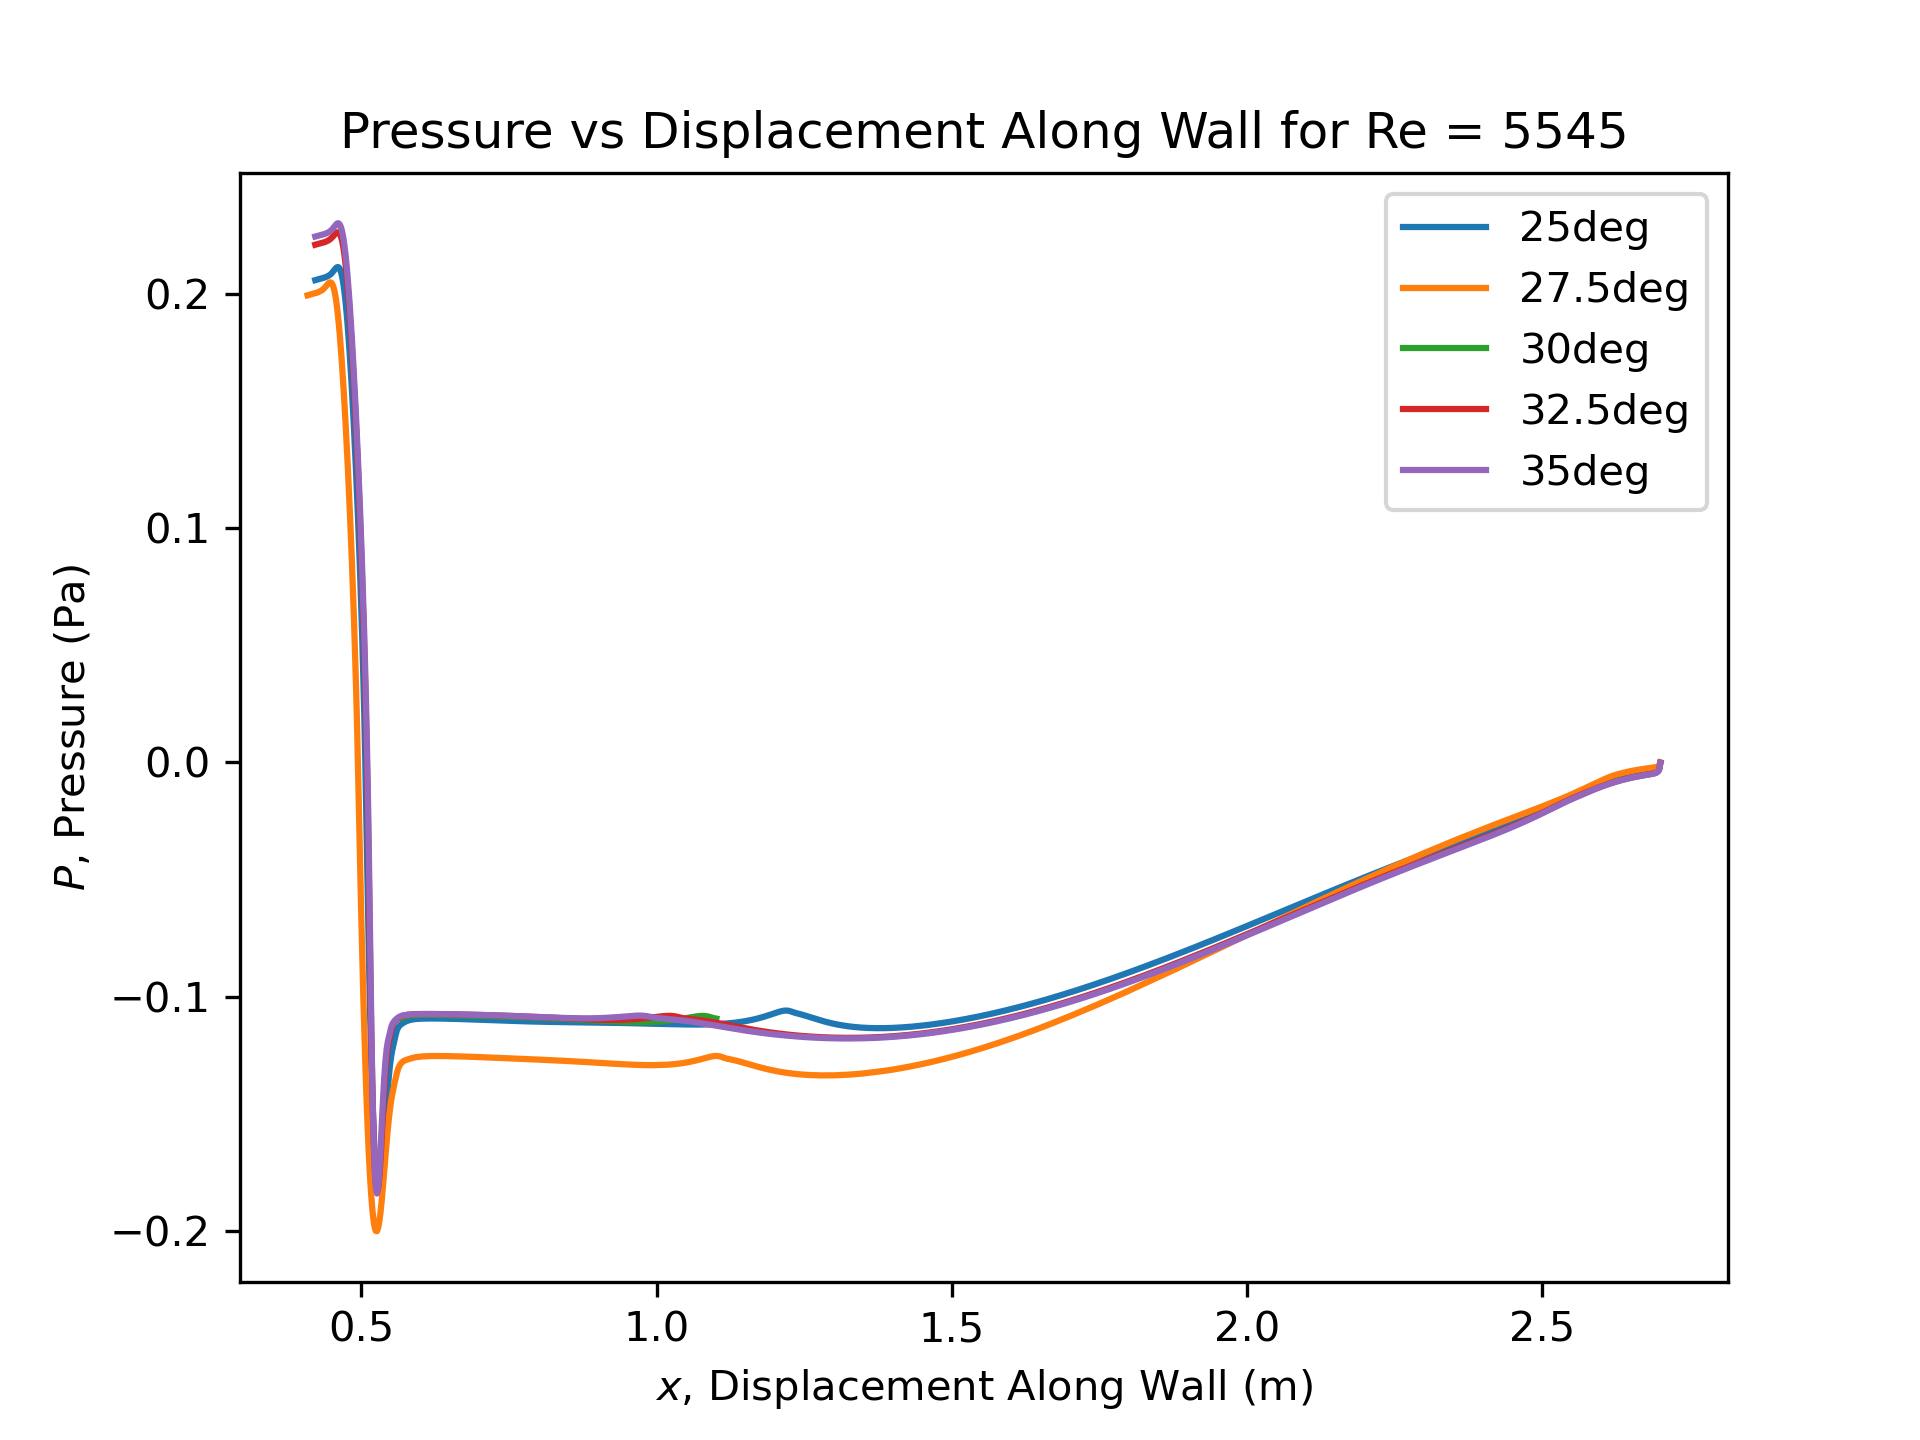 Pressure vs Displacement Along Wall for Re = 5545
25deg
27.5deg
30deg
32.5deg
35deg
0.2
0.1
0.0
−0.1
−0.2
P, Pressure (Pa)
0.5 1.0 1.5 2.0 2.5
x, Displacement Along Wall (m)